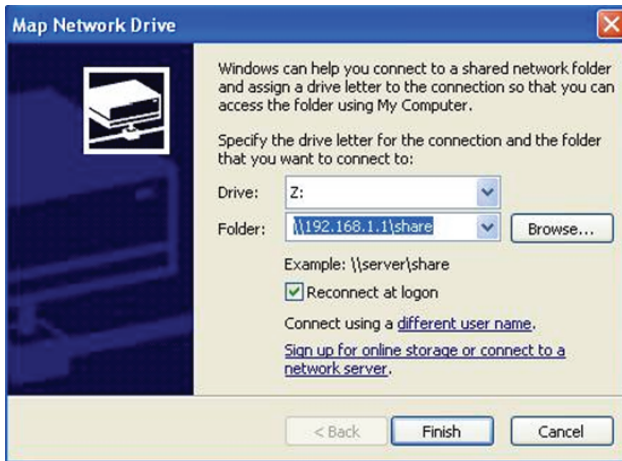 Map Network Drive
Windows can help you connect to a shared network folder
and assign a drive letter to the connection so that you can
access the folder using My Computer.
Specify the drive letter for the connection and the folder
that you want to connect to:
Drive: Z:
Folder: \\192.168.1.1\share Browse...
Example: \\server\share
Reconnect at logon
Connect using a different user name.
Sign up for online storage or connect to a
network server.
< Back Finish Cancel